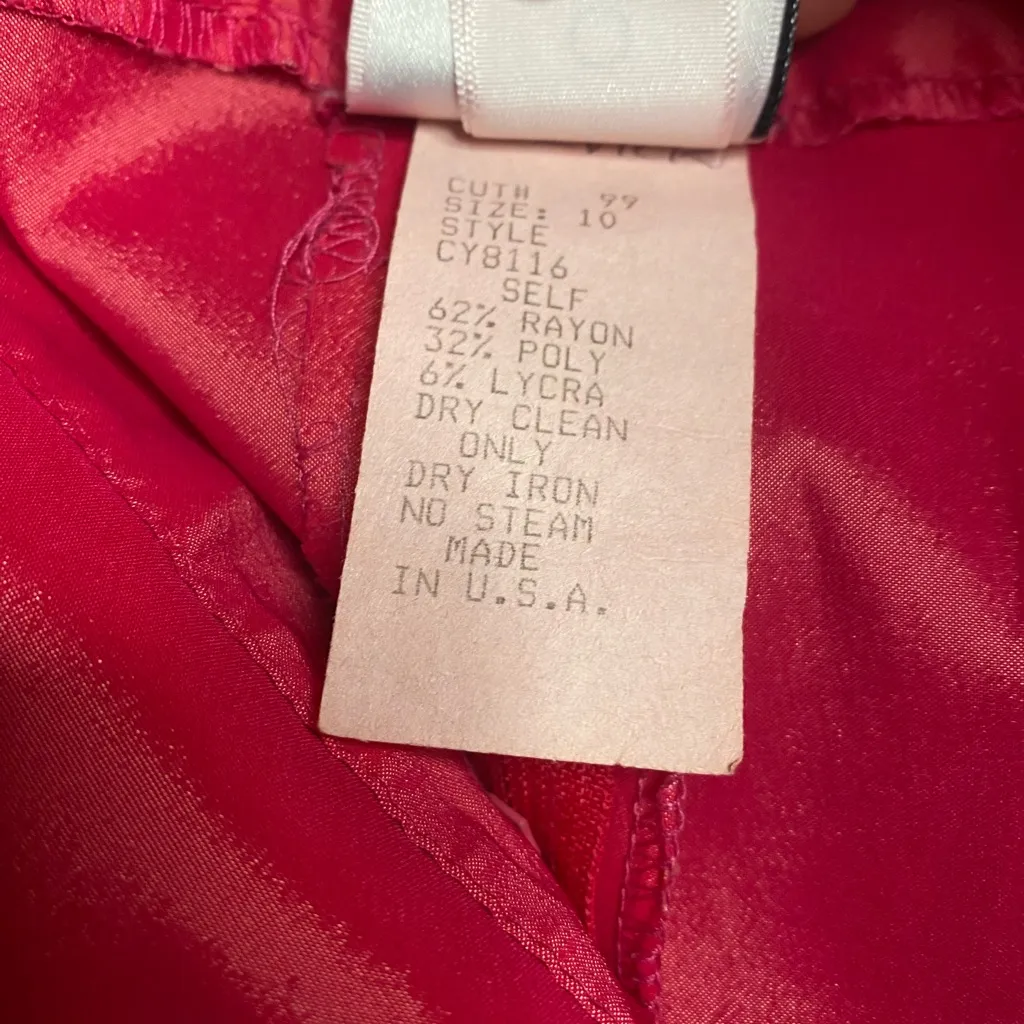 CUT# 99
SIZE: 10
STYLE
CY8116
SELF
62% RAYON
32% POLY
6% LYCRA
DRY CLEAN
ONLY
DRY IRON
NO STEAM
MADE
IN U.S.A.